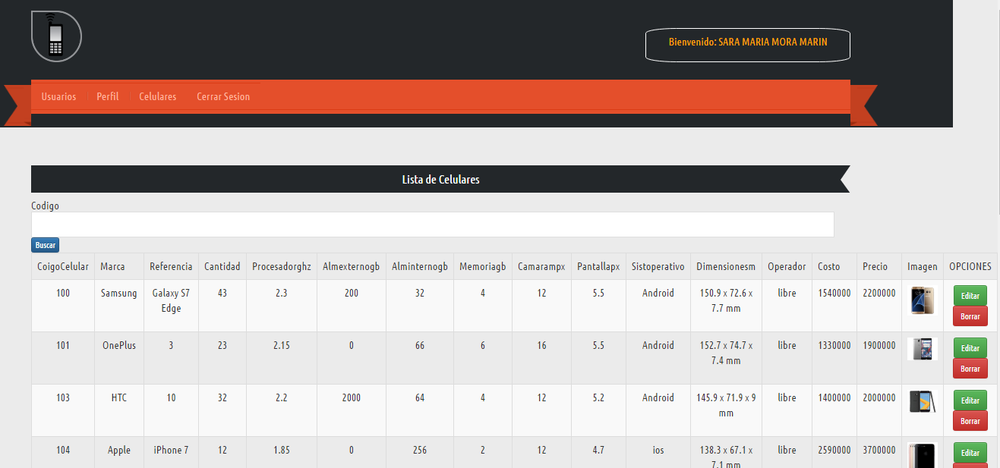 Bienvenido: SARA MARIA MORA MARIN
Usuarios Perfil Celulares Cerrar Sesion
Lista de Celulares
Codigo
Buscar
CoigoCelular Marca Referencia Cantidad Procesadorghz Almexternogb Alminternogb Memoriagb Camarampx Pantallapx Sistoperativo Dimensionesm Operador Costo Precio Imagen OPCIONES
100 Samsung Galaxy S7 43 2.3 200 32 4 12 5.5 Android 150.9 x 72.6 x libre 1540000 2200000 Editar
Edge 7.7 mm
Borrar
101 OnePlus 3 23 2.15 0 66 6 16 5.5 Android 152.7 x 74.7 x libre 1330000 1900000 Editar
7.4 mm
Borrar
103 HTC 10 32 2.2 2000 64 4 12 5.2 Android 145.9 x 71.9 x 9 libre 1400000 2000000 Editar
mm
Borrar
104 Apple iPhone 7 12 1.85 0 256 2 12 4.7 ios 138.3 x 67.1 x libre 2590000 3700000 Editar
7.1 mm